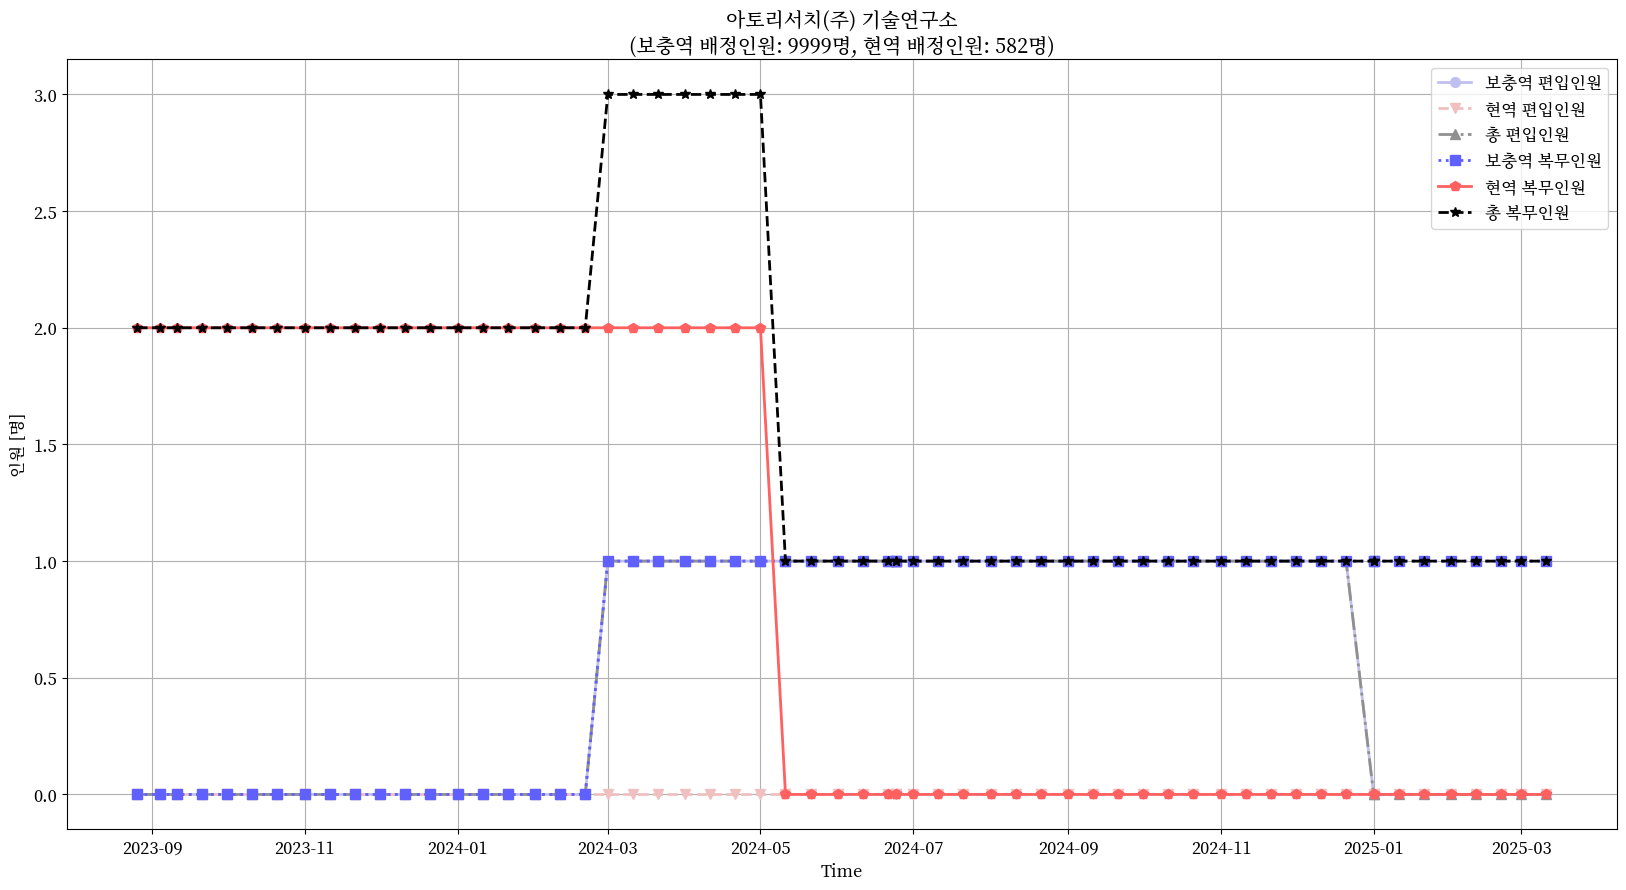 아토리서치(주) 기술연구소
(보충역 배정인원: 9999명, 현역 배정인원: 582명)
보충역 편입인원
현역 편입인원
총 편입인원
보충역 복무인원
현역 복무인원
총 복무인원
인원 [명]
3.0
2.5
2.0
1.5
1.0
0.5
0.0
2023-09 2023-11 2024-01 2024-03 2024-05 2024-07 2024-09 2024-11 2025-01 2025-03
Time